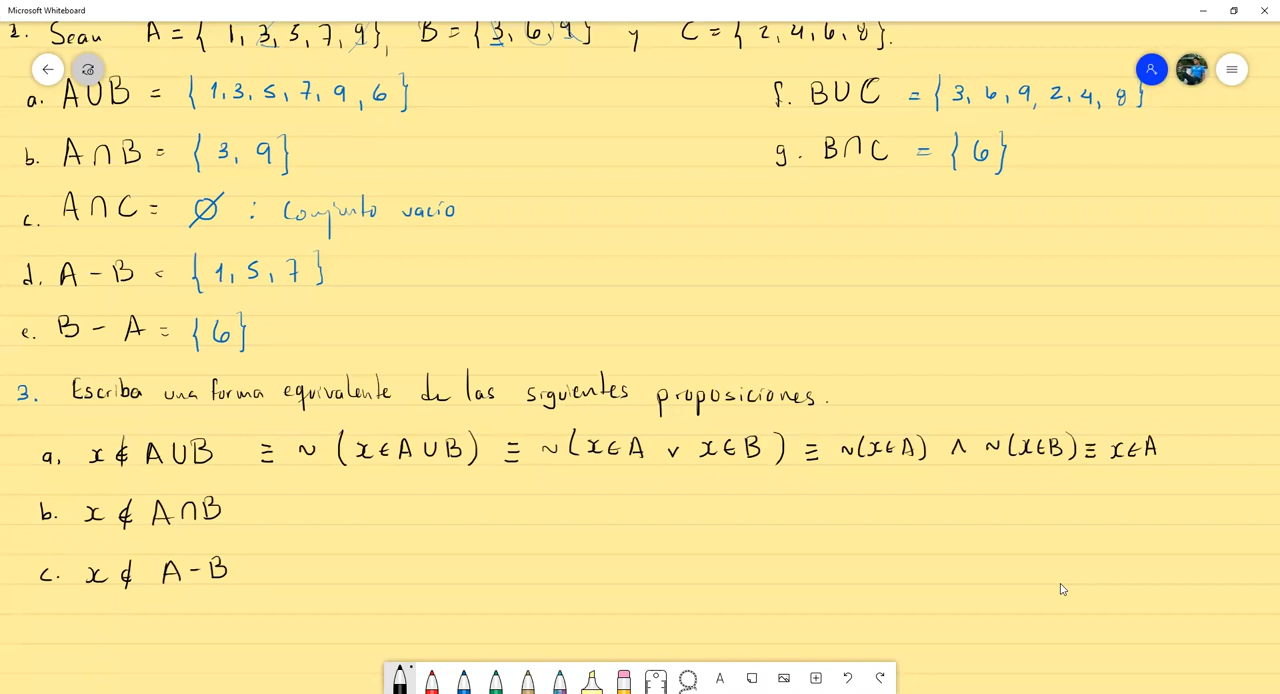 Microsoft Whiteboard
2. Sean A = { 1, 3, 5, 7, 9 }, B = { 3, 6, 9 } y C = { 2, 4, 6, 8 }.
a. A ∪ B = { 1, 3, 5, 7, 9, 6 }
f. B ∪ C = { 3, 6, 9, 2, 4, 8 }
b. A ∩ B = { 3, 9 }
g. B ∩ C = { 6 }
c. A ∩ C = ∅ : Conjunto vacío
d. A - B = { 1, 5, 7 }
e. B - A = { 6 }
3. Escriba una forma equivalente de las siguientes proposiciones.
a. x ∉ A ∪ B ≡ ~ (x ∈ A ∪ B) ≡ ~ (x ∈ A ∨ x ∈ B) ≡ ~(x ∈ A) ∧ ~(x ∈ B) ≡ x ∈ A
b. x ∉ A ∩ B
c. x ∉ A - B
A